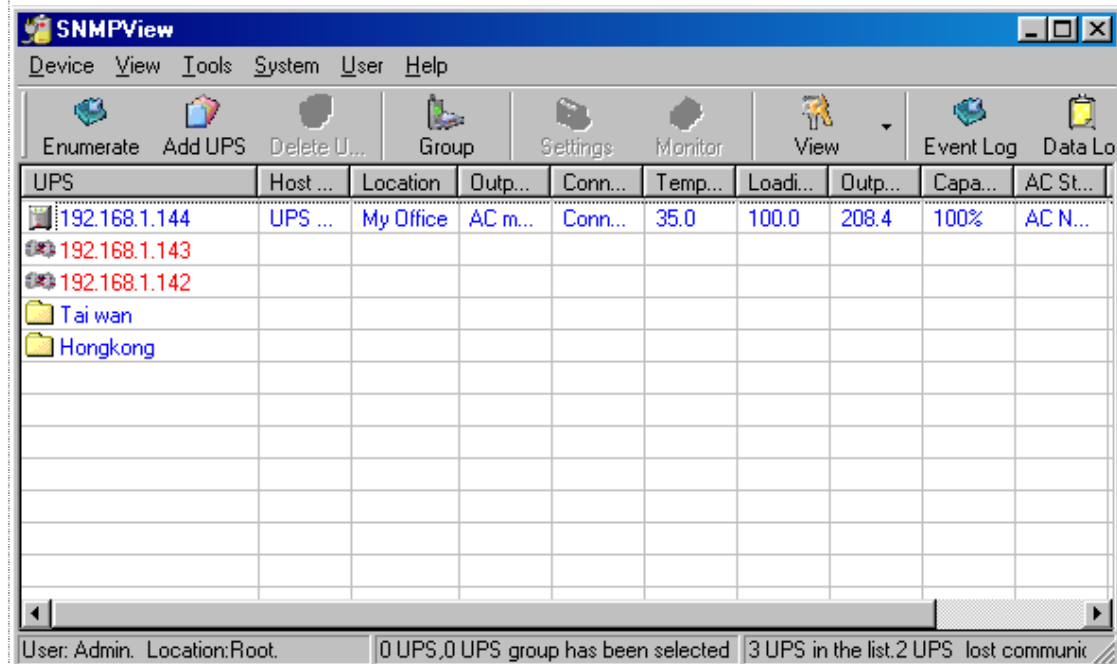 SNMPView
Device View Tools System User Help
Enumerate Add UPS Delete U... Group Settings Monitor View Event Log Data Lo
UPS Host ... Location Outp... Conn... Temp... Loadi... Outp... Capa... AC St...
192.168.1.144 UPS ... My Office AC m... Conn... 35.0 100.0 208.4 100% AC N...
192.168.1.143
192.168.1.142
Tai wan
Hongkong
User: Admin. Location:Root. 0 UPS,0 UPS group has been selected 3 UPS in the list.2 UPS lost communic